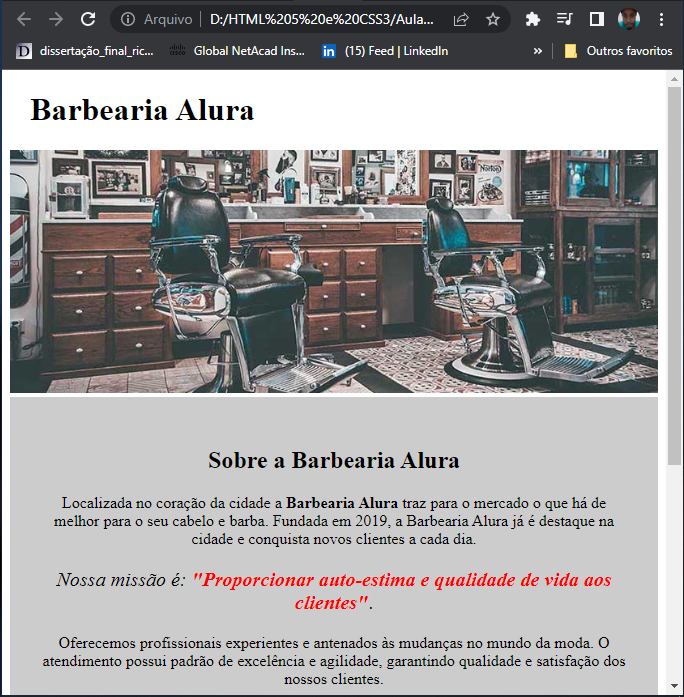 Arquivo | D:/HTML%205%20e%20CSS3/Aula...
D dissertação_final_ric... cisco Global NetAcad Ins... in (15) Feed | LinkedIn » Outros favoritos
Barbearia Alura
Norton
Sobre a Barbearia Alura
Localizada no coração da cidade a Barbearia Alura traz para o mercado o que há de
melhor para o seu cabelo e barba. Fundada em 2019, a Barbearia Alura já é destaque na
cidade e conquista novos clientes a cada dia.
Nossa missão é: "Proporcionar auto-estima e qualidade de vida aos
clientes".
Oferecemos profissionais experientes e antenados às mudanças no mundo da moda. O
atendimento possui padrão de excelência e agilidade, garantindo qualidade e satisfação dos
nossos clientes.